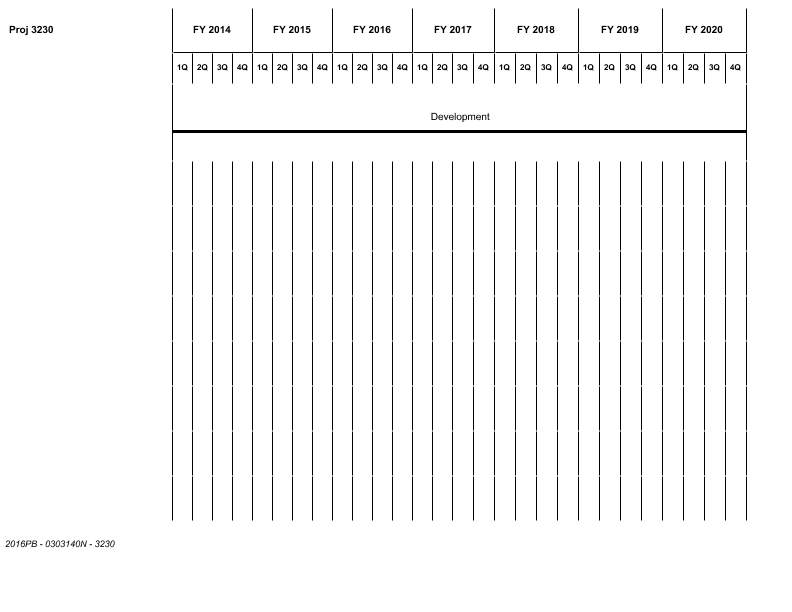 Proj 3230 FY 2014 FY 2015 FY 2016 FY 2017 FY 2018 FY 2019 FY 2020
1Q 2Q 3Q 4Q 1Q 2Q 3Q 4Q 1Q 2Q 3Q 4Q 1Q 2Q 3Q 4Q 1Q 2Q 3Q 4Q 1Q 2Q 3Q 4Q 1Q 2Q 3Q 4Q
Development
2016PB - 0303140N - 3230